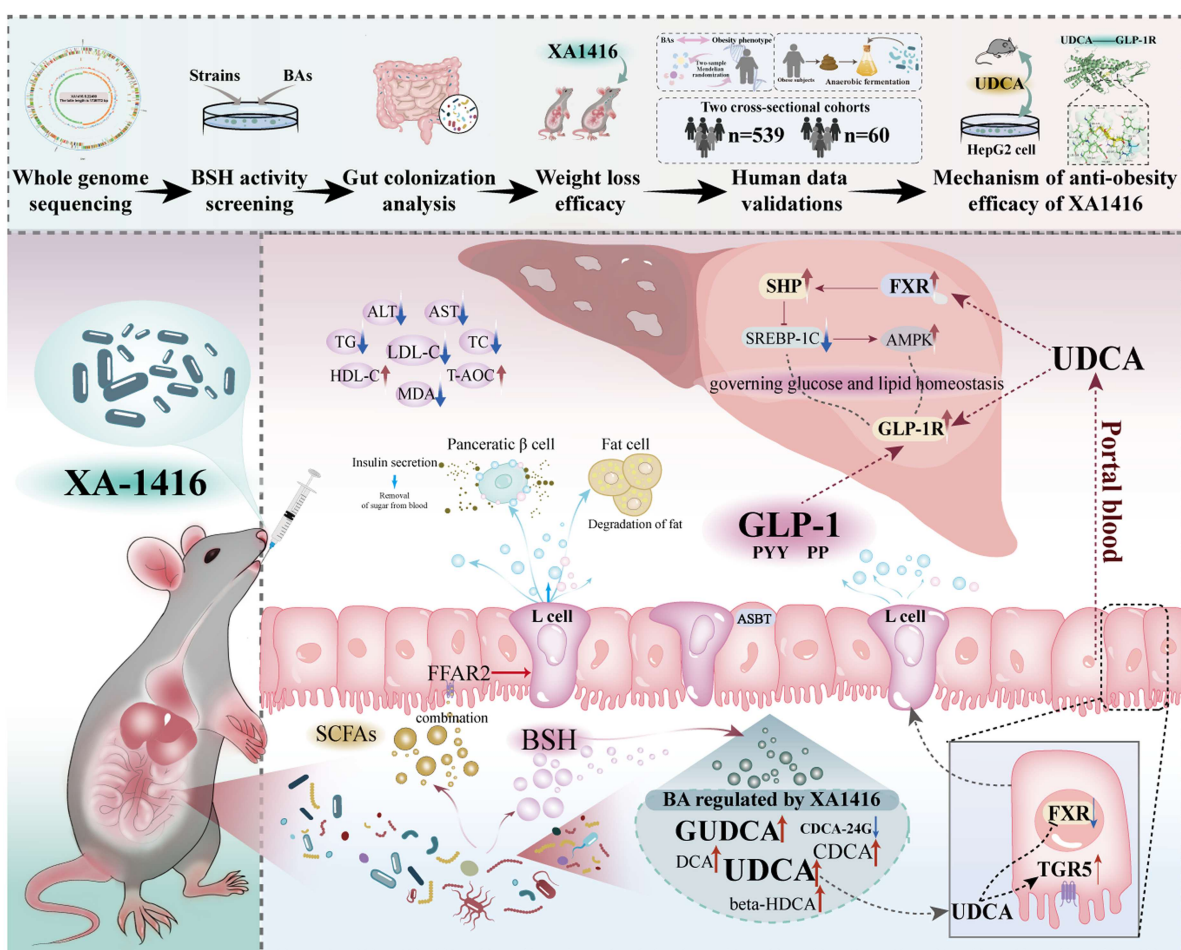 XA1416
BAs
Obesity phenotype
Two-sample
Mendelian
randomization
Obese subjects
Anaerobic fermentation
UDCA
GLP-1R
Strains
BAs
UDCA
Two cross-sectional cohorts
n=539
n=60
HepG2 cell
Whole genome
sequencing
BSH activity
screening
Gut colonization
analysis
Weight loss
efficacy
Human data
validations
Mechanism of anti-obesity
efficacy of XA1416
XA-1416
ALT
AST
TG
LDL-C
TC
HDL-C
T-AOC
MDA
SHP
FXR
SREBP-1C
AMPK
governing glucose and lipid homeostasis
GLP-1R
UDCA
Portal blood
Insulin secretion
Removal
of sugar from blood
Panceratic β cell
Fat cell
Degradation of fat
GLP-1
PYY PP
L cell
ASBT
L cell
FFAR2
combination
SCFAs
BSH
BA regulated by XA1416
GUDCA
CDCA-24G
DCA
UDCA
CDCA
beta-HDCA
FXR
TGR5
UDCA